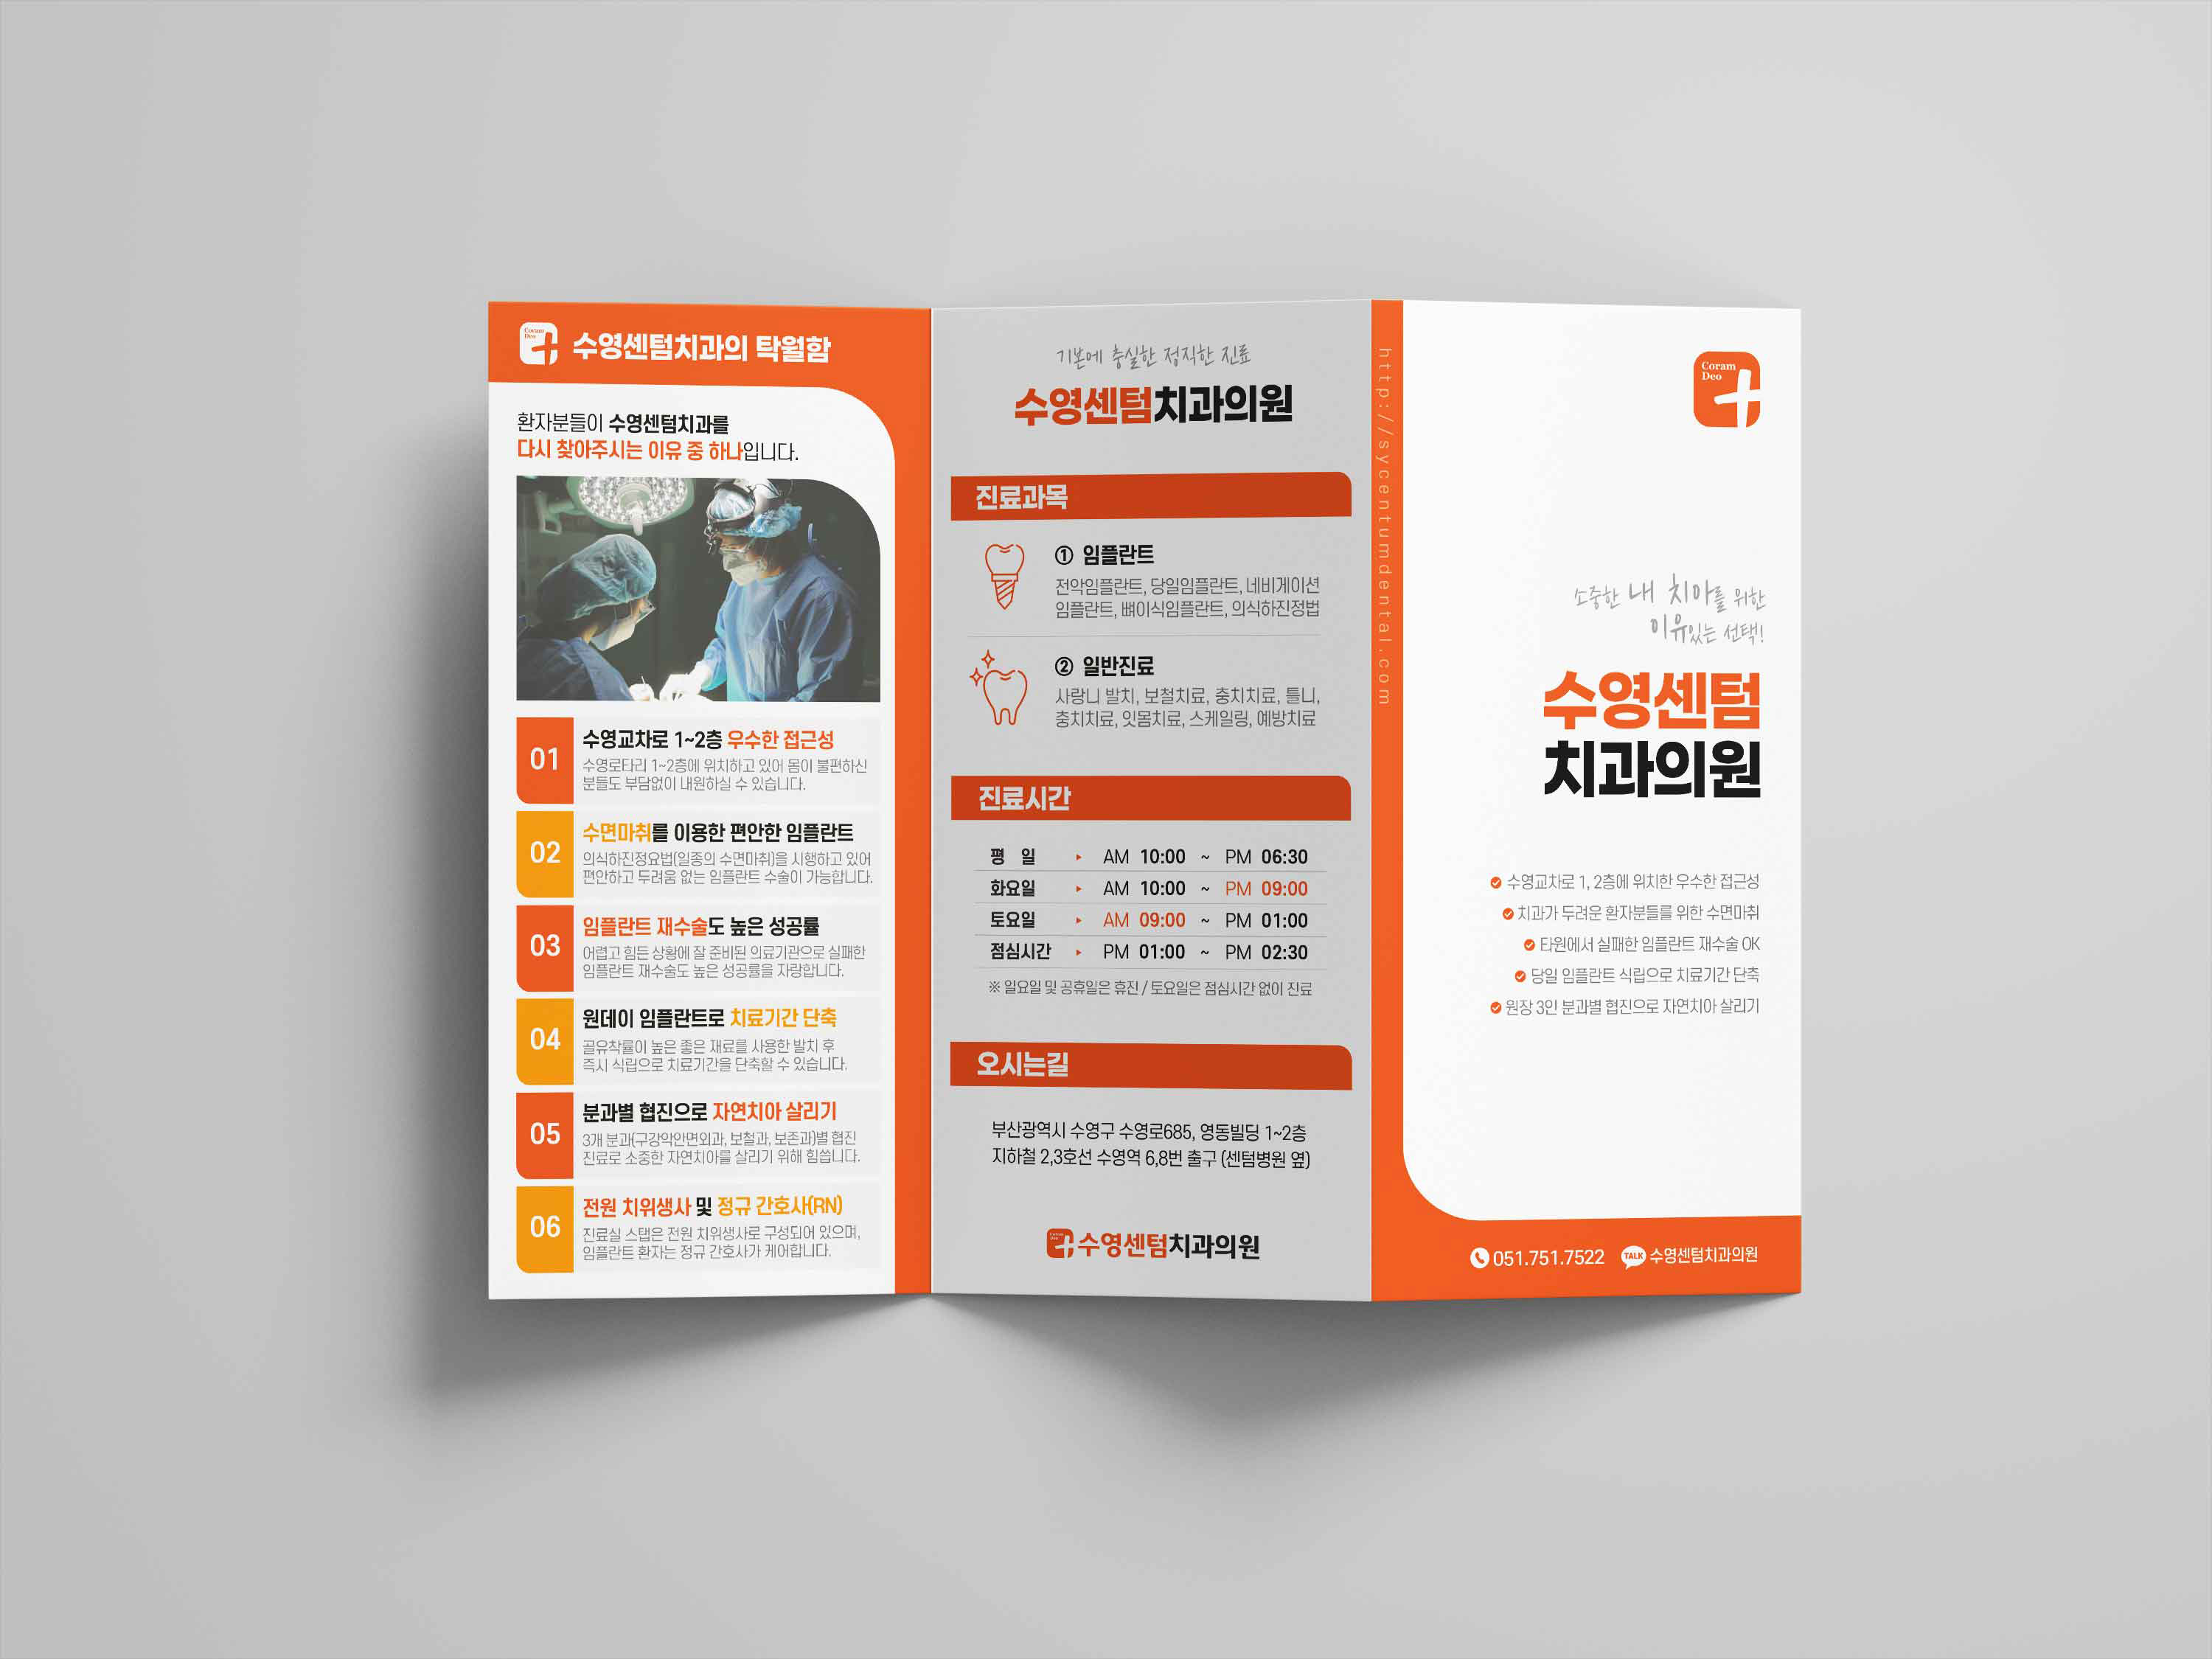 Coram
Deo
수영센텀치과의 탁월함
환자분들이 수영센텀치과를
다시 찾아주시는 이유 중 하나입니다.
01
수영교차로 1~2층 우수한 접근성
수영로타리 1~2층에 위치하고 있어 몸이 불편하신
분들도 부담없이 내원하실 수 있습니다.
02
수면마취를 이용한 편안한 임플란트
의식하진정요법(일종의 수면마취)을 시행하고 있어
편안하고 두려움 없는 임플란트 수술이 가능합니다.
03
임플란트 재수술도 높은 성공률
어렵고 힘든 상황에 잘 준비된 의료기관으로 실패한
임플란트 재수술도 높은 성공률을 자랑합니다.
04
원데이 임플란트로 치료기간 단축
골유착률이 높은 좋은 재료를 사용한 발치 후
즉시 식립으로 치료기간을 단축할 수 있습니다.
05
분과별 협진으로 자연치아 살리기
3개 분과(구강악안면외과, 보철과, 보존과)별 협진
진료로 소중한 자연치아를 살리기 위해 힘씁니다.
06
전원 치위생사 및 정규 간호사(RN)
진료실 스탭은 전원 치위생사로 구성되어 있으며,
임플란트 환자는 정규 간호사가 케어합니다.
기본에 충실한 정직한 진료
수영센텀치과의원
진료과목
① 임플란트
전악임플란트, 당일임플란트, 네비게이션
임플란트, 뼈이식임플란트, 의식하진정법
② 일반진료
사랑니 발치, 보철치료, 충치치료, 틀니,
충치치료, 잇몸치료, 스케일링, 예방치료
진료시간
평 일 ▸ AM 10:00 ~ PM 06:30
화요일 ▸ AM 10:00 ~ PM 09:00
토요일 ▸ AM 09:00 ~ PM 01:00
점심시간 ▸ PM 01:00 ~ PM 02:30
※ 일요일 및 공휴일은 휴진 / 토요일은 점심시간 없이 진료
오시는길
부산광역시 수영구 수영로685, 영동빌딩 1~2층
지하철 2,3호선 수영역 6,8번 출구 (센텀병원 옆)
수영센텀치과의원
http://sycentumdental.com
Coram
Deo
소중한 내 치아를 위한
이유있는 선택!
수영센텀
치과의원
수영교차로 1, 2층에 위치한 우수한 접근성
치과가 두려운 환자분들를 위한 수면마취
타원에서 실패한 임플란트 재수술 OK
당일 임플란트 식립으로 치료기간 단축
원장 3인 분과별 협진으로 자연치아 살리기
051.751.7522 TALK 수영센텀치과의원